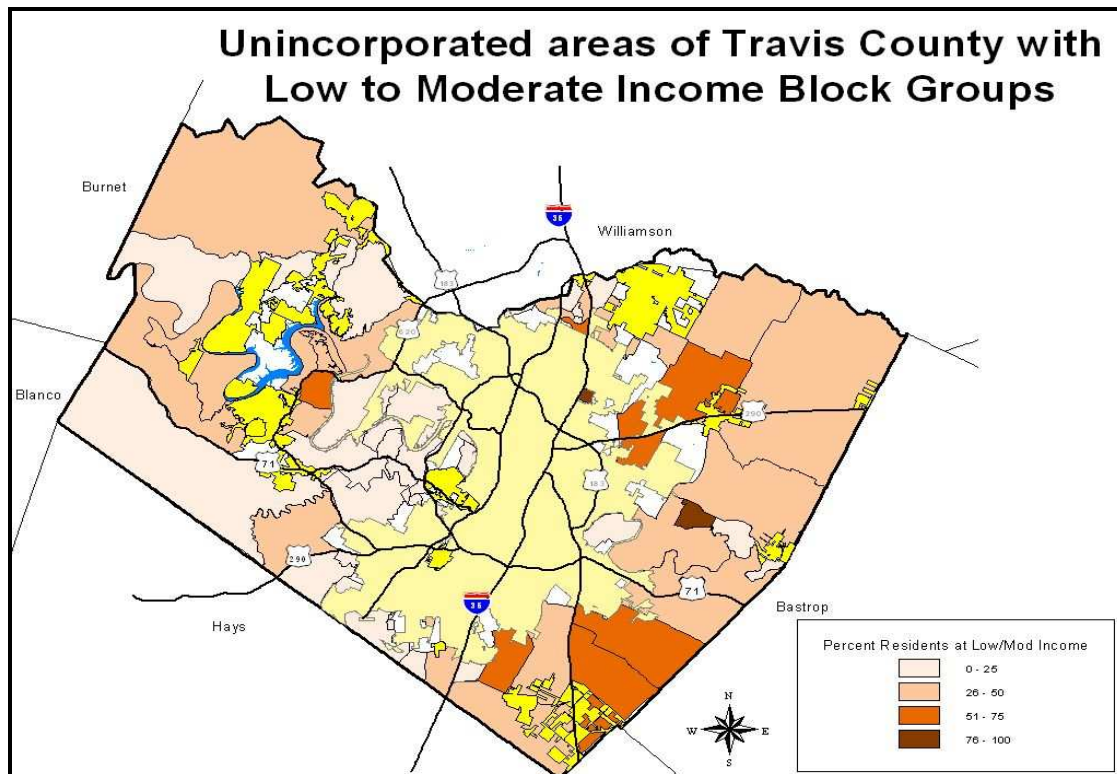 Unincorporated areas of Travis County with
Low to Moderate Income Block Groups
Burnet
35
Williamson
183
620
Blanco
290
71
183
290
71
35
Bastrop
Hays
Percent Residents at Low/Mod Income
0 - 25
26 - 50
51 - 75
76 - 100
N
W E
S